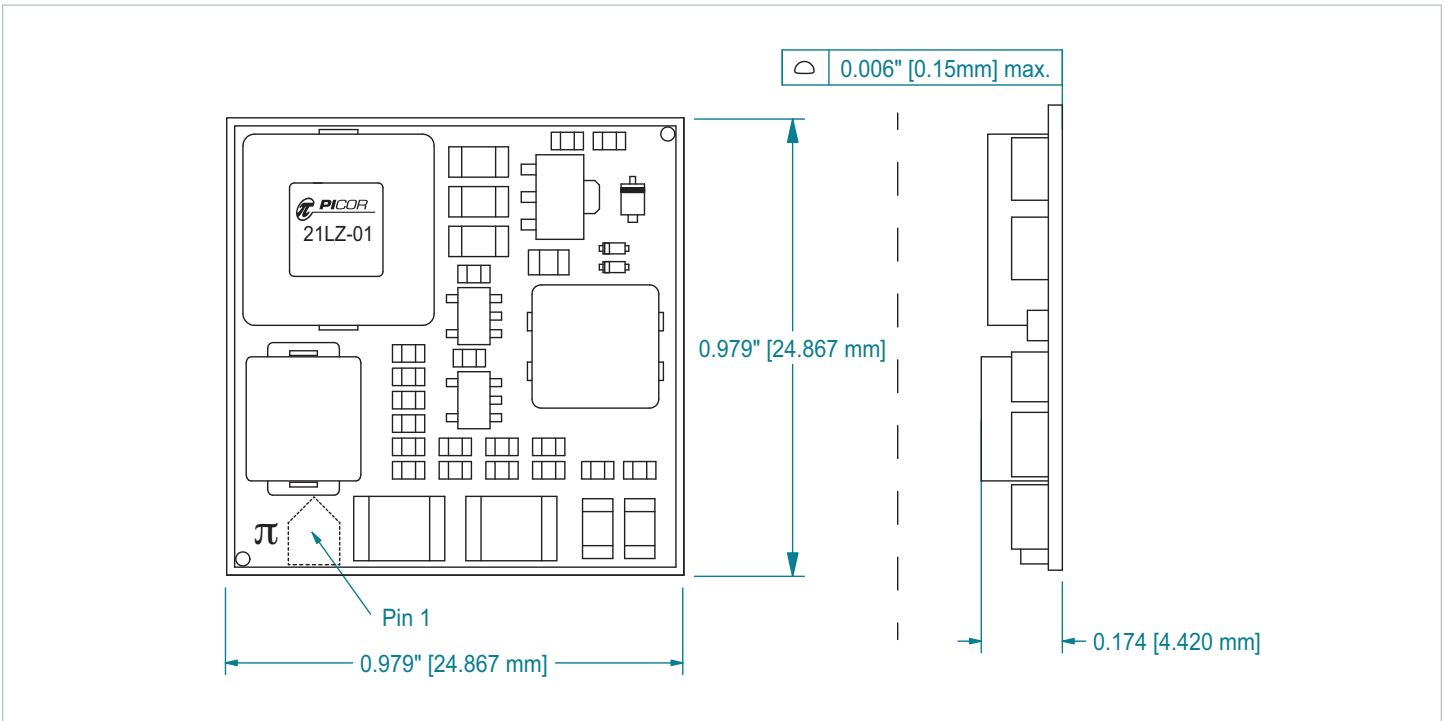 0.006" [0.15mm] max.
PICOR
21LZ-01
0.979" [24.867 mm]
π
Pin 1
0.979" [24.867 mm]
0.174 [4.420 mm]